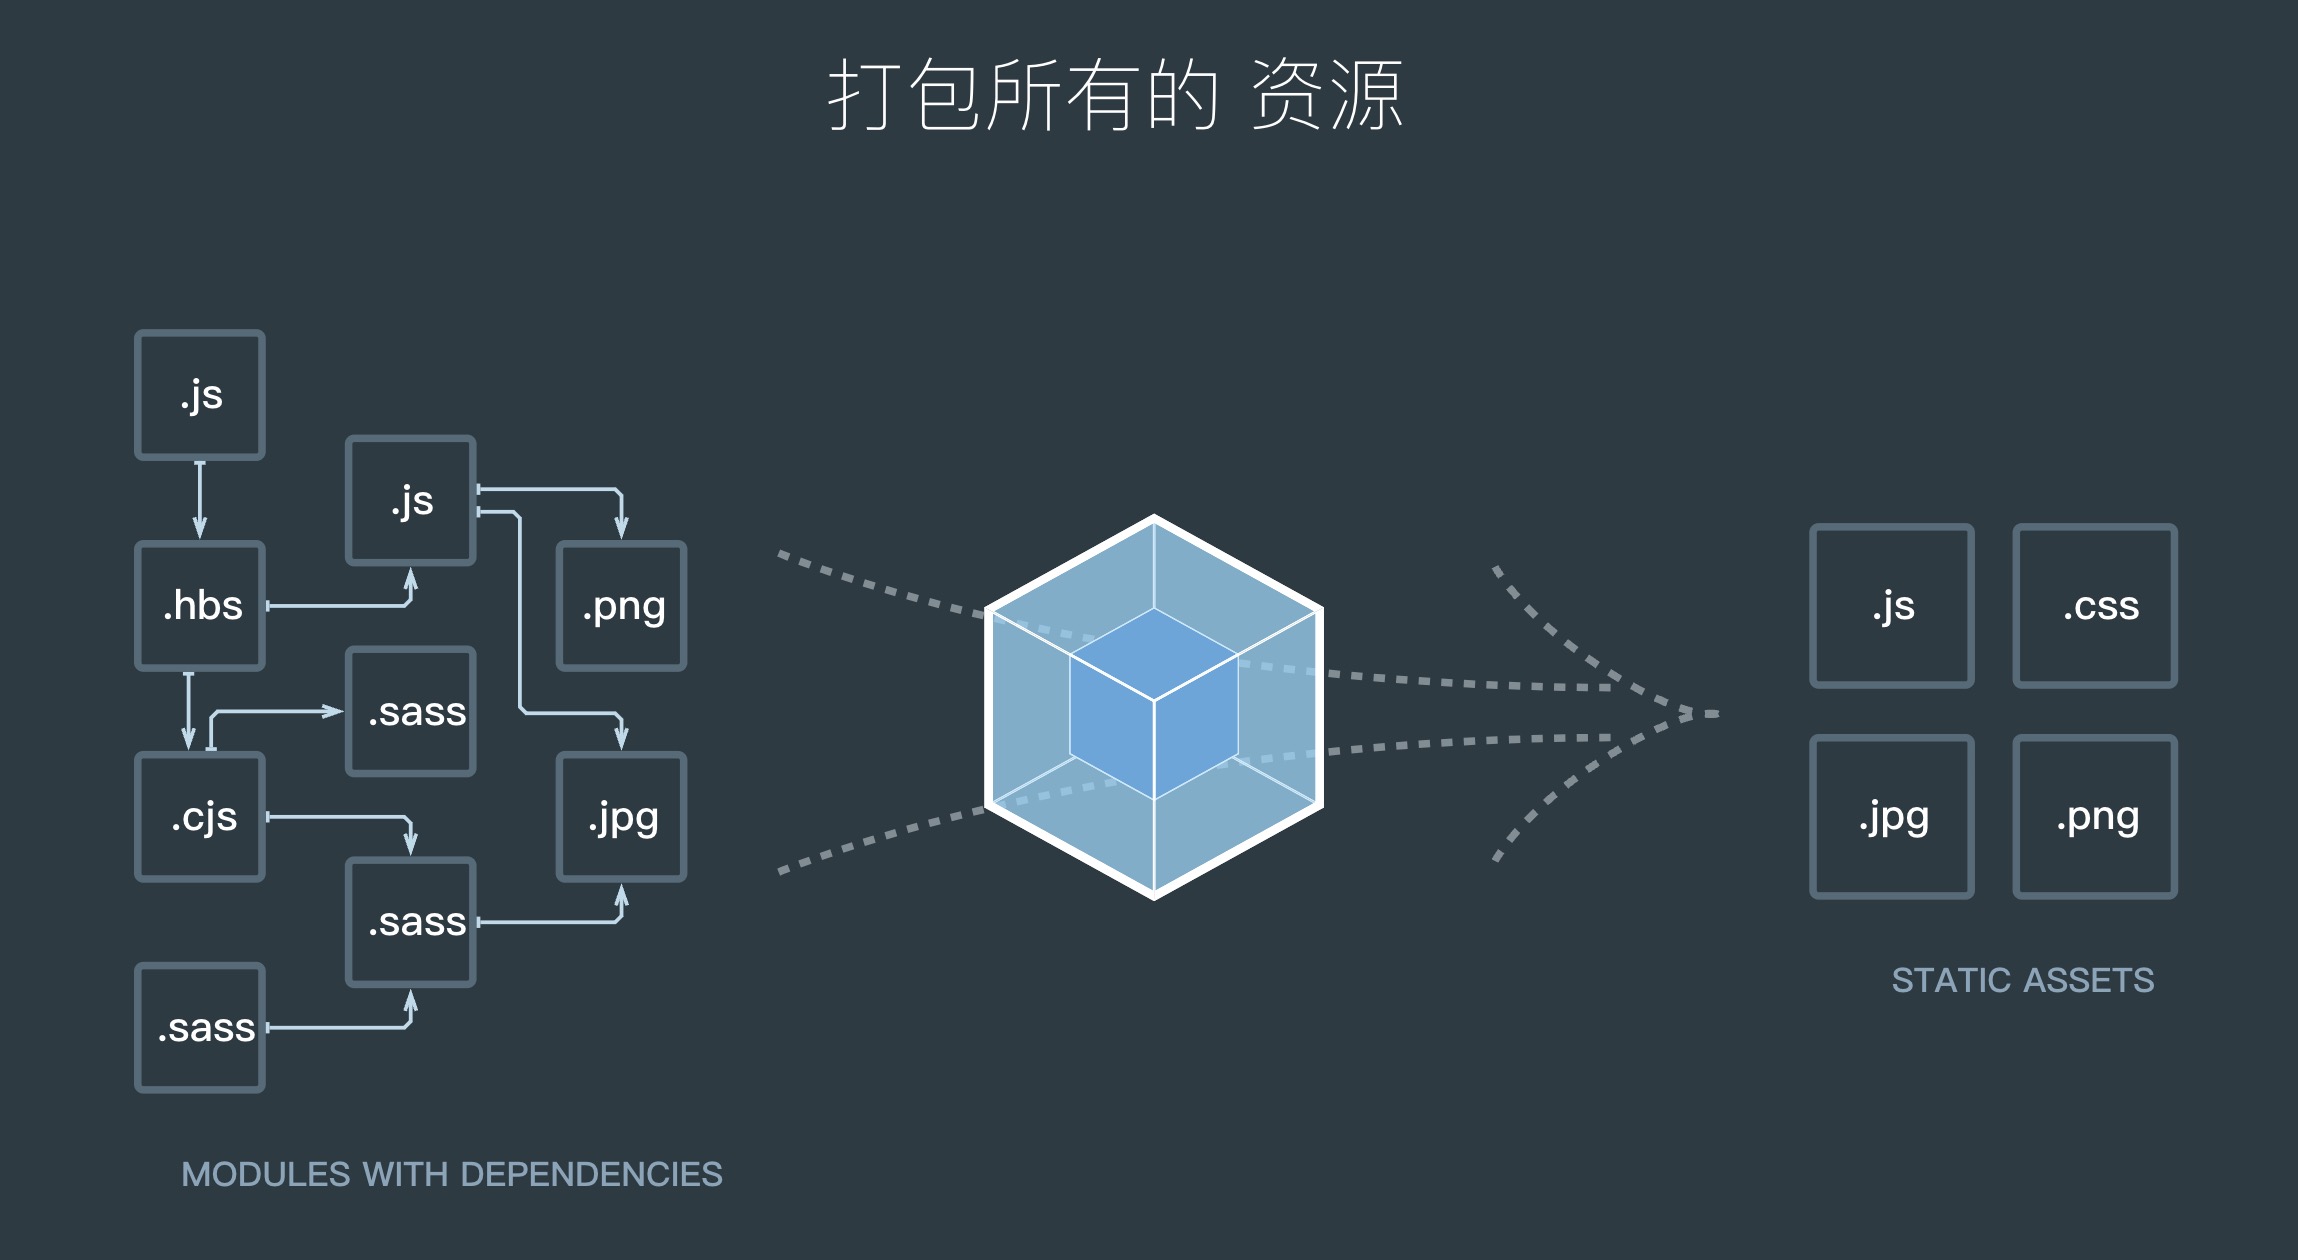 打包所有的 资源
.js
.js
.hbs
.png
.sass
.cjs
.jpg
.sass
.sass
MODULES WITH DEPENDENCIES
.js
.css
.jpg
.png
STATIC ASSETS